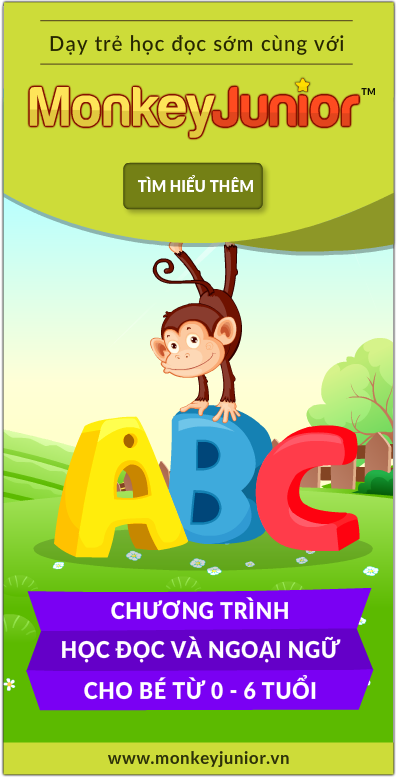 Dạy trẻ học đọc sớm cùng với
MonkeyJunior™
TÌM HIỂU THÊM
ABC
CHƯƠNG TRÌNH
HỌC ĐỌC VÀ NGOẠI NGỮ
CHO BÉ TỪ 0 - 6 TUỔI
www.monkeyjunior.vn